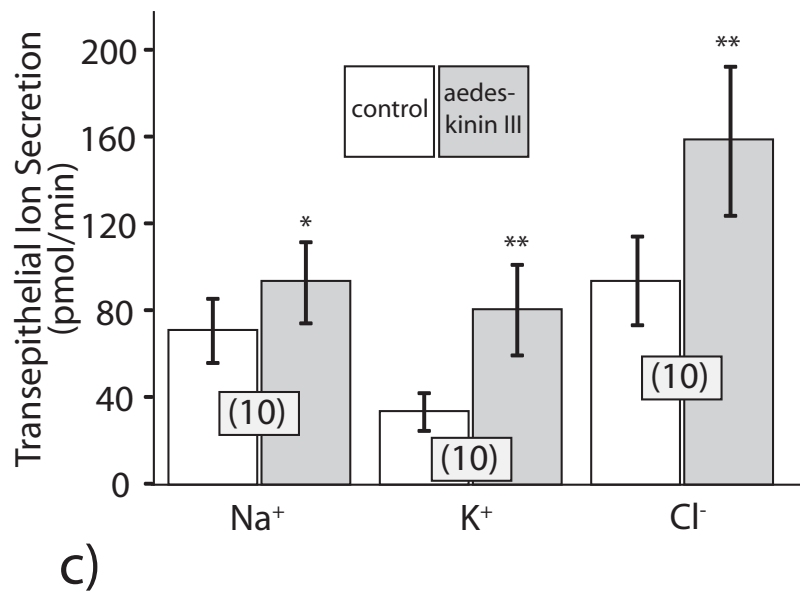 Transepithelial Ion Secretion
(pmol/min)
200
160
120
80
40
0
control
aedes-
kinin III
*
**
**
(10)
(10)
(10)
Na⁺
K⁺
Cl⁻
c)